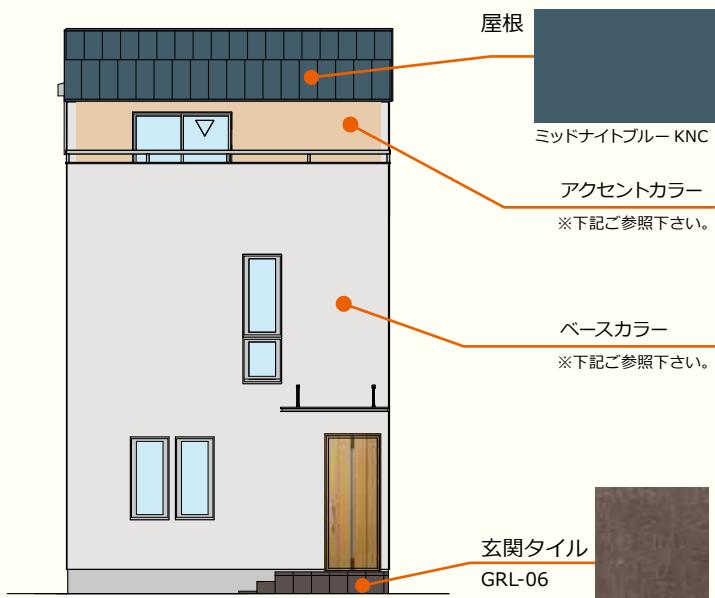 屋根
ミッドナイトブルー KNC
アクセントカラー
※下記ご参照下さい。
ベースカラー
※下記ご参照下さい。
玄関タイル
GRL-06